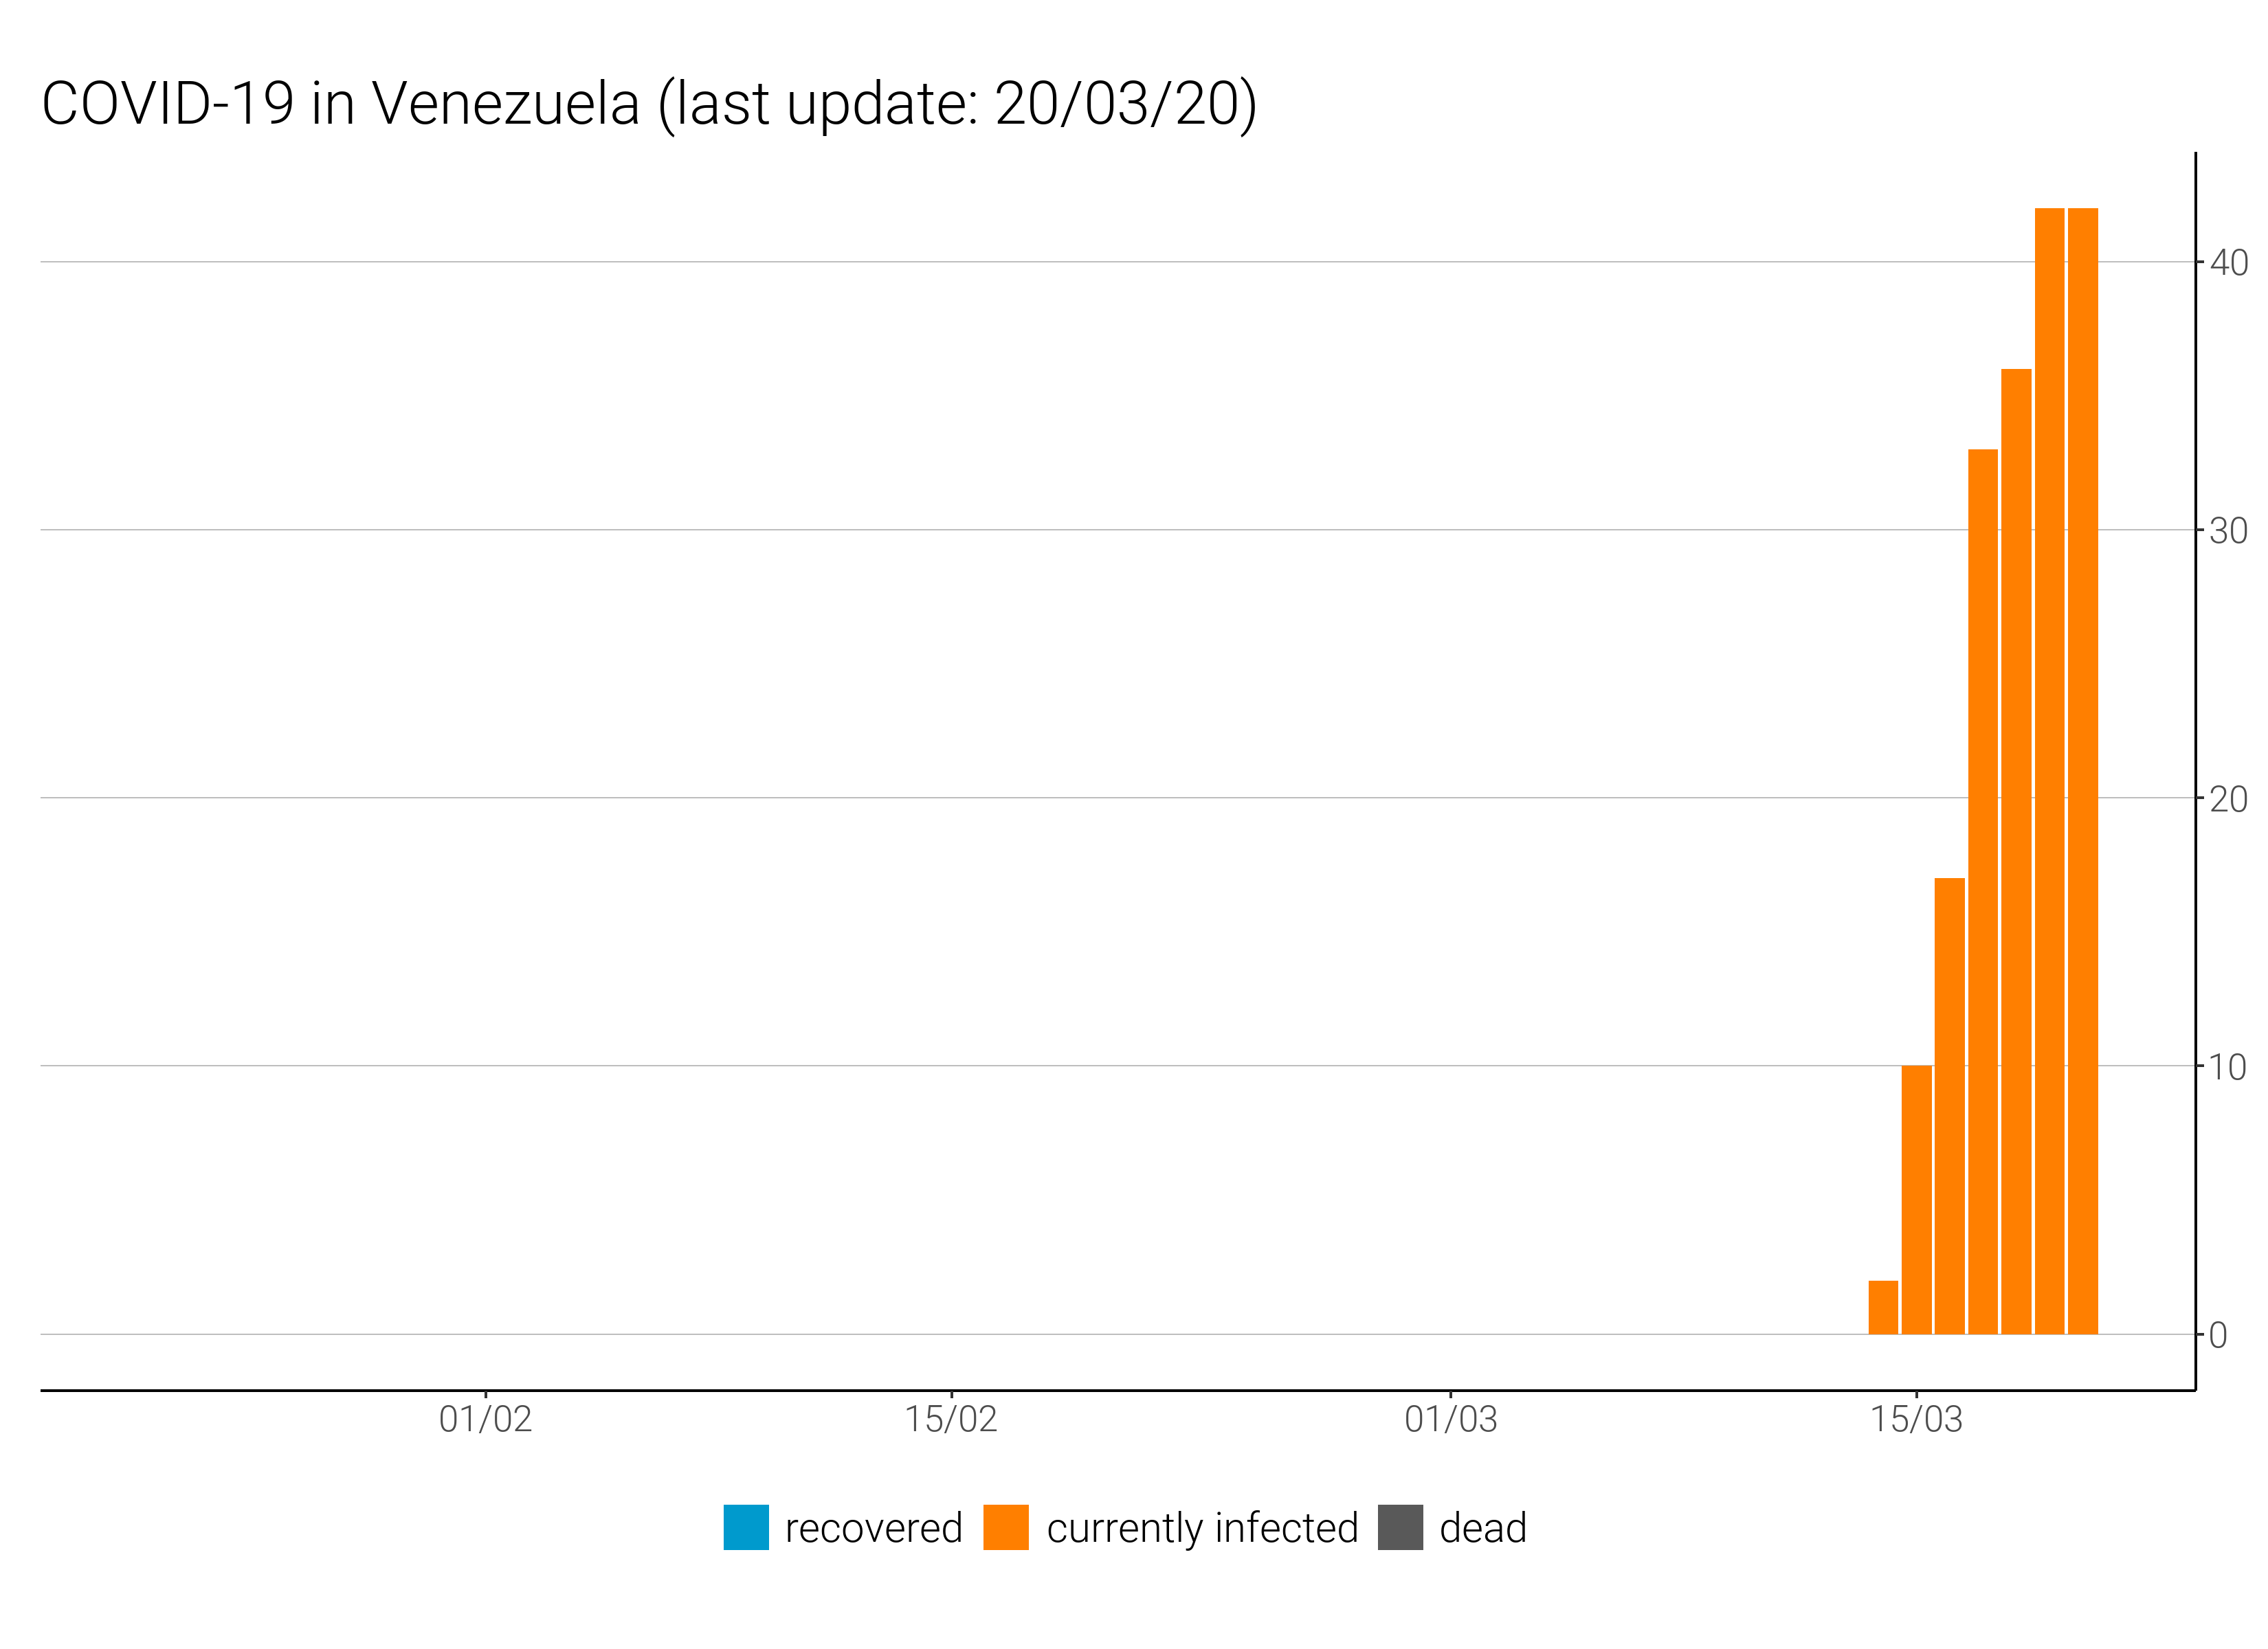 COVID-19 in Venezuela (last update: 20/03/20)
40
30
20
10
0
01/02 15/02 01/03 15/03
recovered currently infected dead